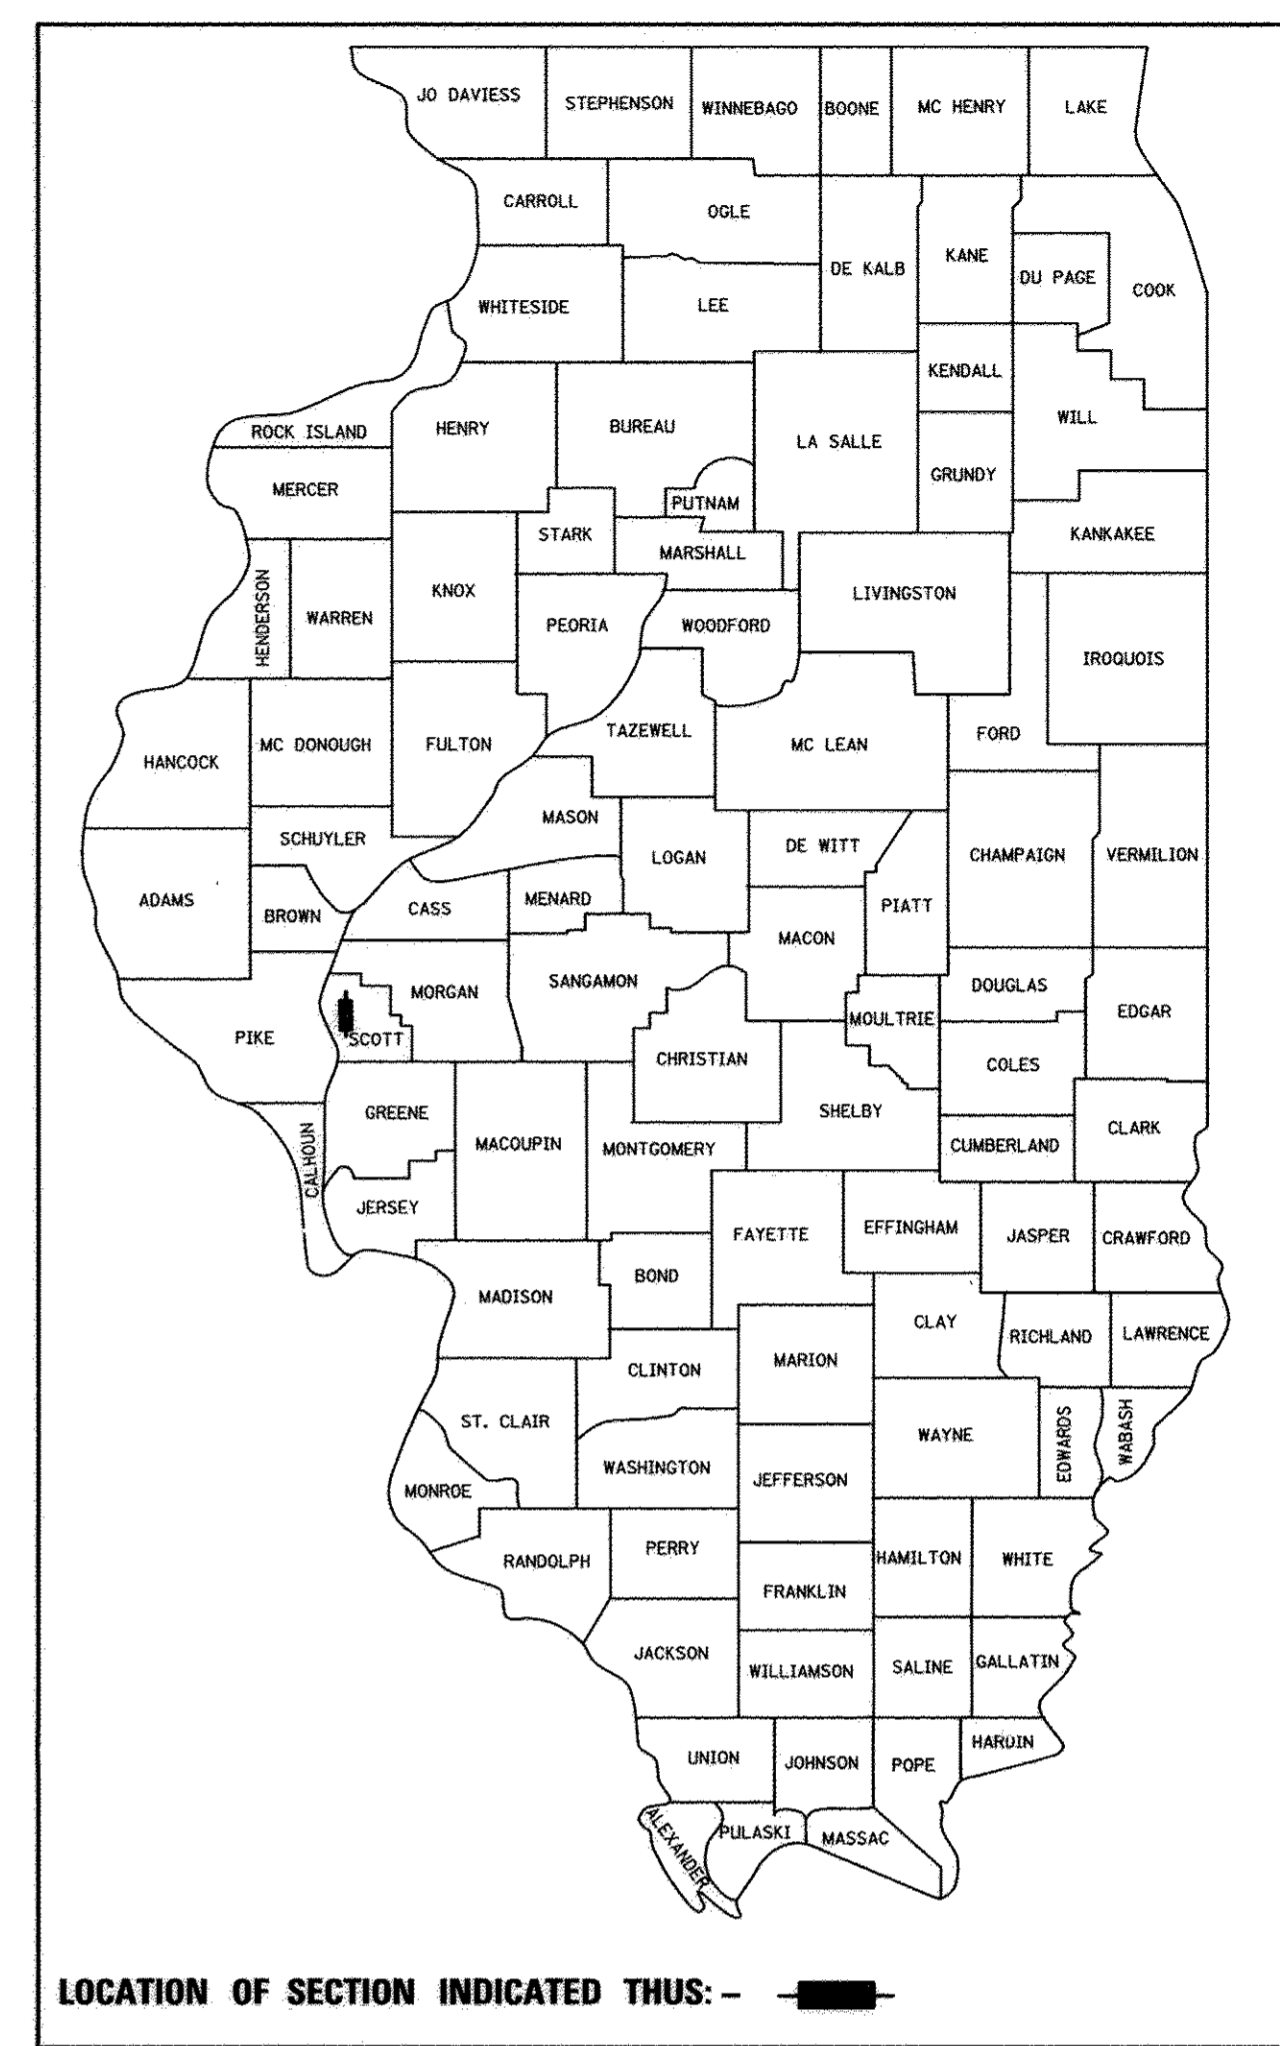 JO DAVIESS
STEPHENSON
WINNEBAGO
BOONE
MC HENRY
LAKE
CARROLL
OGLE
DE KALB
KANE
DU PAGE
COOK
WHITESIDE
LEE
KENDALL
WILL
ROCK ISLAND
HENRY
BUREAU
LA SALLE
GRUNDY
MERCER
PUTNAM
STARK
MARSHALL
KANKAKEE
HENDERSON
WARREN
KNOX
PEORIA
WOODFORD
LIVINGSTON
IROQUOIS
HANCOCK
MC DONOUGH
FULTON
TAZEWELL
MC LEAN
FORD
SCHUYLER
MASON
LOGAN
DE WITT
CHAMPAIGN
VERMILION
ADAMS
BROWN
CASS
MENARD
PIATT
MACON
SANGAMON
MORGAN
DOUGLAS
EDGAR
PIKE
SCOTT
CHRISTIAN
MOULTRIE
COLES
GREENE
CALHOUN
MACOUPIN
MONTGOMERY
SHELBY
CUMBERLAND
CLARK
JERSEY
FAYETTE
EFFINGHAM
JASPER
CRAWFORD
MADISON
BOND
CLAY
RICHLAND
LAWRENCE
CLINTON
MARION
ST. CLAIR
WAYNE
EDWARDS
WABASH
WASHINGTON
JEFFERSON
MONROE
RANDOLPH
PERRY
HAMILTON
WHITE
FRANKLIN
JACKSON
WILLIAMSON
SALINE
GALLATIN
UNION
JOHNSON
POPE
HARDIN
ALEXANDER
PULASKI
MASSAC
LOCATION OF SECTION INDICATED THUS: –